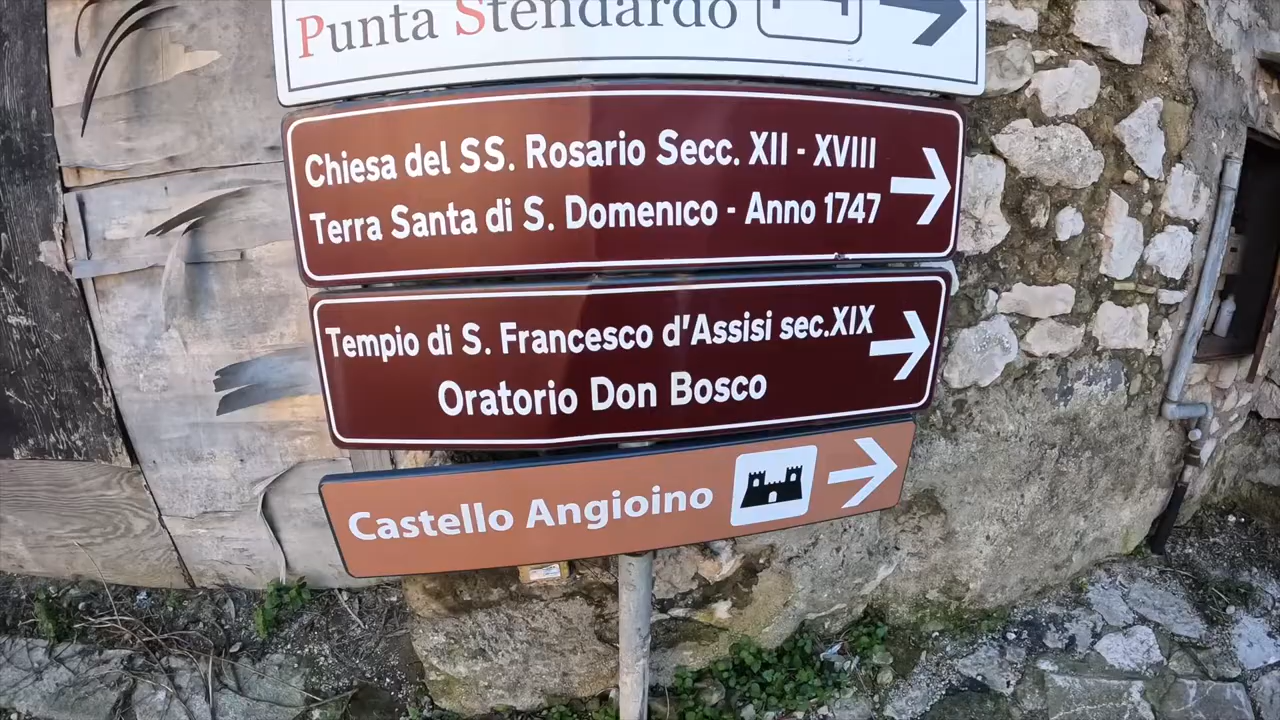 Punta Stendardo
Chiesa del SS. Rosario Secc. XII - XVIII
Terra Santa di S. Domenico - Anno 1747
Tempio di S. Francesco d'Assisi sec.XIX
Oratorio Don Bosco
Castello Angioino